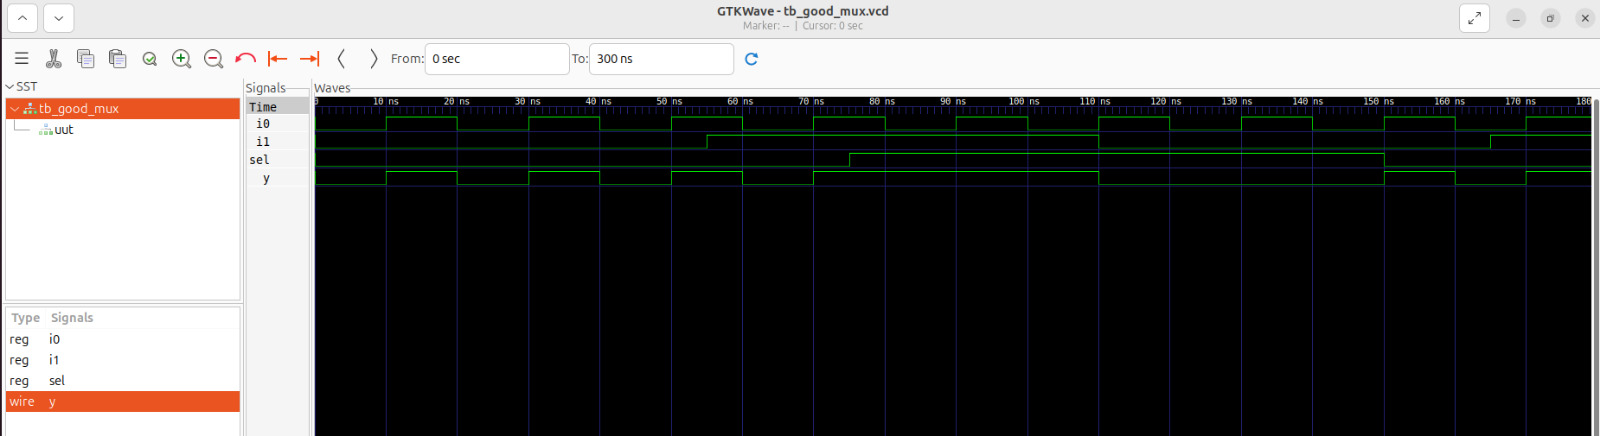 GTKWave - tb_good_mux.vcd
Marker: -- | Cursor: 0 sec
From: 0 sec To: 300 ns
SST
Signals
Waves
tb_good_mux
uut
Time
0 10 ns 20 ns 30 ns 40 ns 50 ns 60 ns 70 ns 80 ns 90 ns 100 ns 110 ns 120 ns 130 ns 140 ns 150 ns 160 ns 170 ns 180
i0
i1
sel
y
Type Signals
reg i0
reg i1
reg sel
wire y